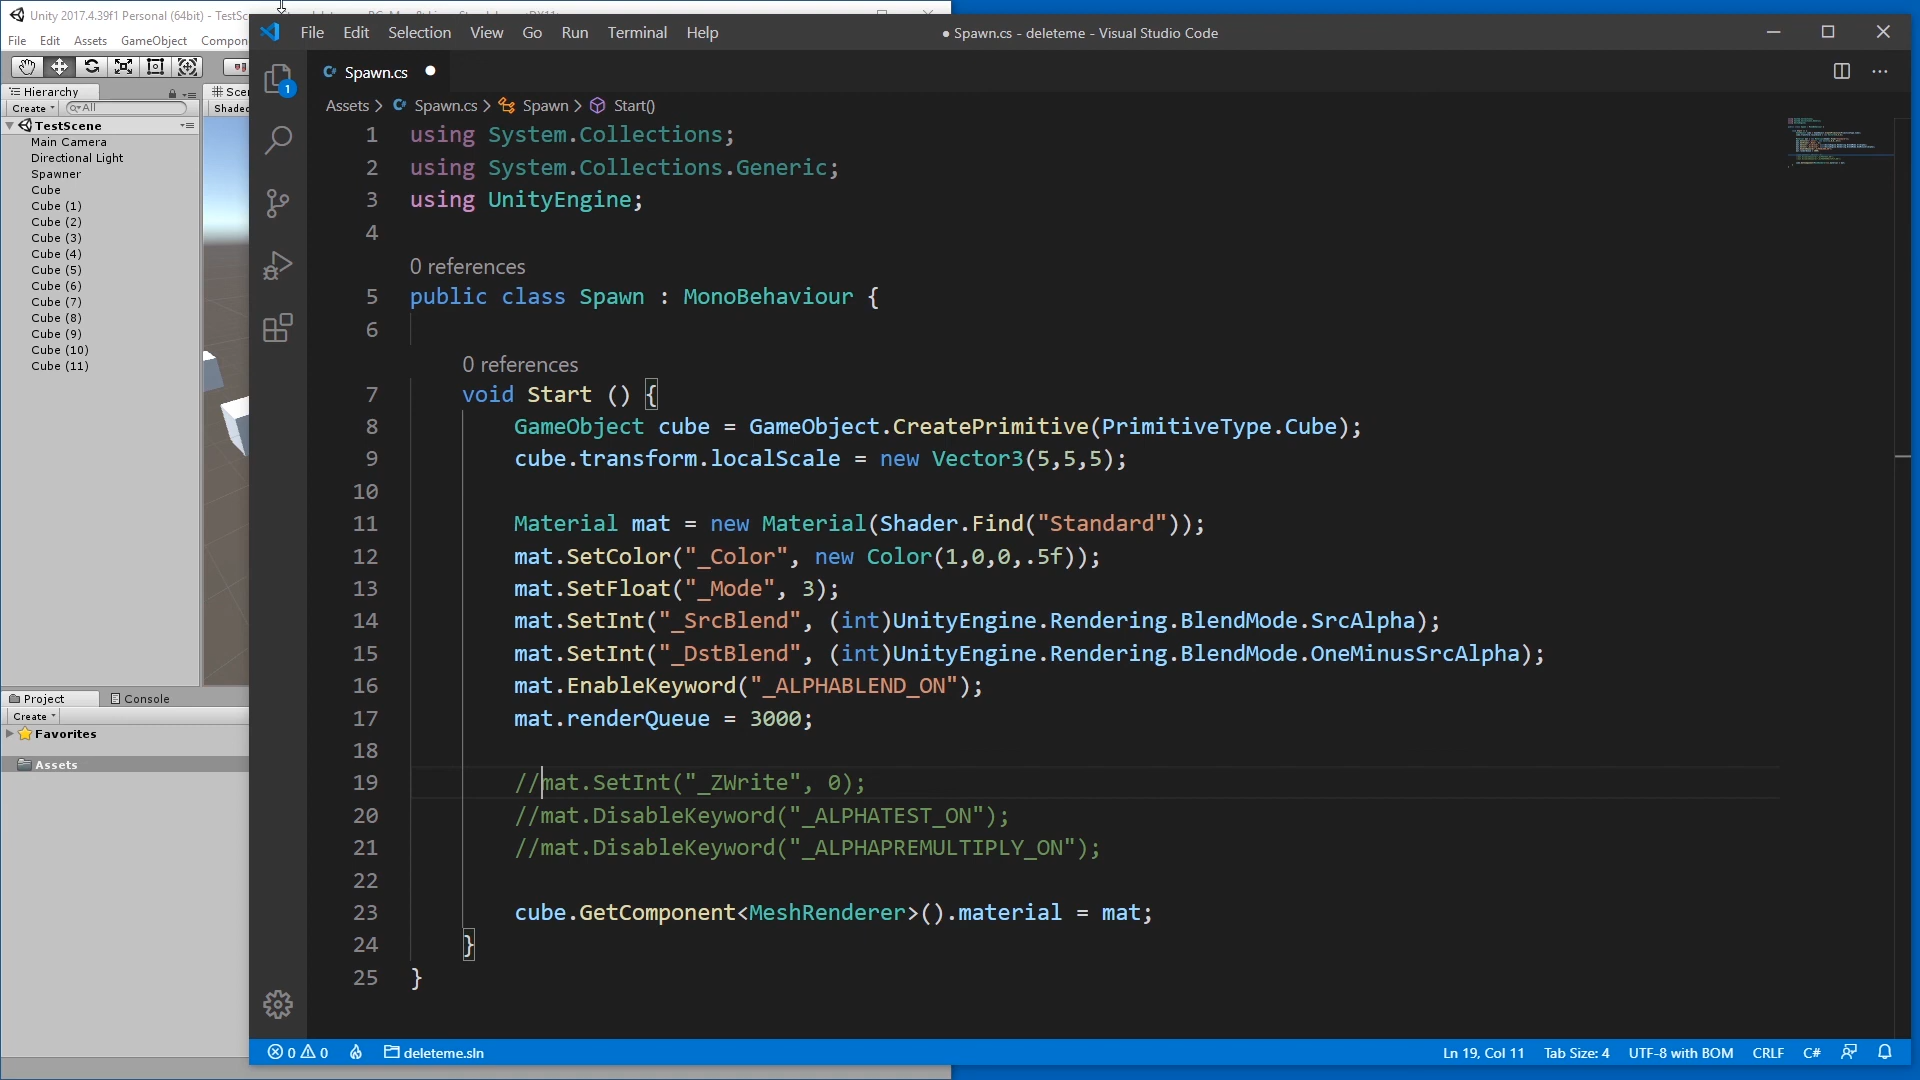 Unity 2017.4.39f1 Personal (64bit) - TestSc
File Edit Assets GameObject Compon
Hierarchy
Create All
TestScene
Main Camera
Directional Light
Spawner
Cube
Cube (1)
Cube (2)
Cube (3)
Cube (4)
Cube (5)
Cube (6)
Cube (7)
Cube (8)
Cube (9)
Cube (10)
Cube (11)
Scen
Shaded
Project Console
Create
Favorites
Assets
File Edit Selection View Go Run Terminal Help
● Spawn.cs - deleteme - Visual Studio Code
1
Spawn.cs
Assets > Spawn.cs > Spawn > Start()
1 using System.Collections;
2 using System.Collections.Generic;
3 using UnityEngine;
4
0 references
5 public class Spawn : MonoBehaviour {
6
0 references
7 void Start () {
8 GameObject cube = GameObject.CreatePrimitive(PrimitiveType.Cube);
9 cube.transform.localScale = new Vector3(5,5,5);
10
11 Material mat = new Material(Shader.Find("Standard"));
12 mat.SetColor("_Color", new Color(1,0,0,.5f));
13 mat.SetFloat("_Mode", 3);
14 mat.SetInt("_SrcBlend", (int)UnityEngine.Rendering.BlendMode.SrcAlpha);
15 mat.SetInt("_DstBlend", (int)UnityEngine.Rendering.BlendMode.OneMinusSrcAlpha);
16 mat.EnableKeyword("_ALPHABLEND_ON");
17 mat.renderQueue = 3000;
18
19 //mat.SetInt("_ZWrite", 0);
20 //mat.DisableKeyword("_ALPHATEST_ON");
21 //mat.DisableKeyword("_ALPHAPREMULTIPLY_ON");
22
23 cube.GetComponent<MeshRenderer>().material = mat;
24 }
25 }
0 0 deleteme.sln
Ln 19, Col 11 Tab Size: 4 UTF-8 with BOM CRLF C#